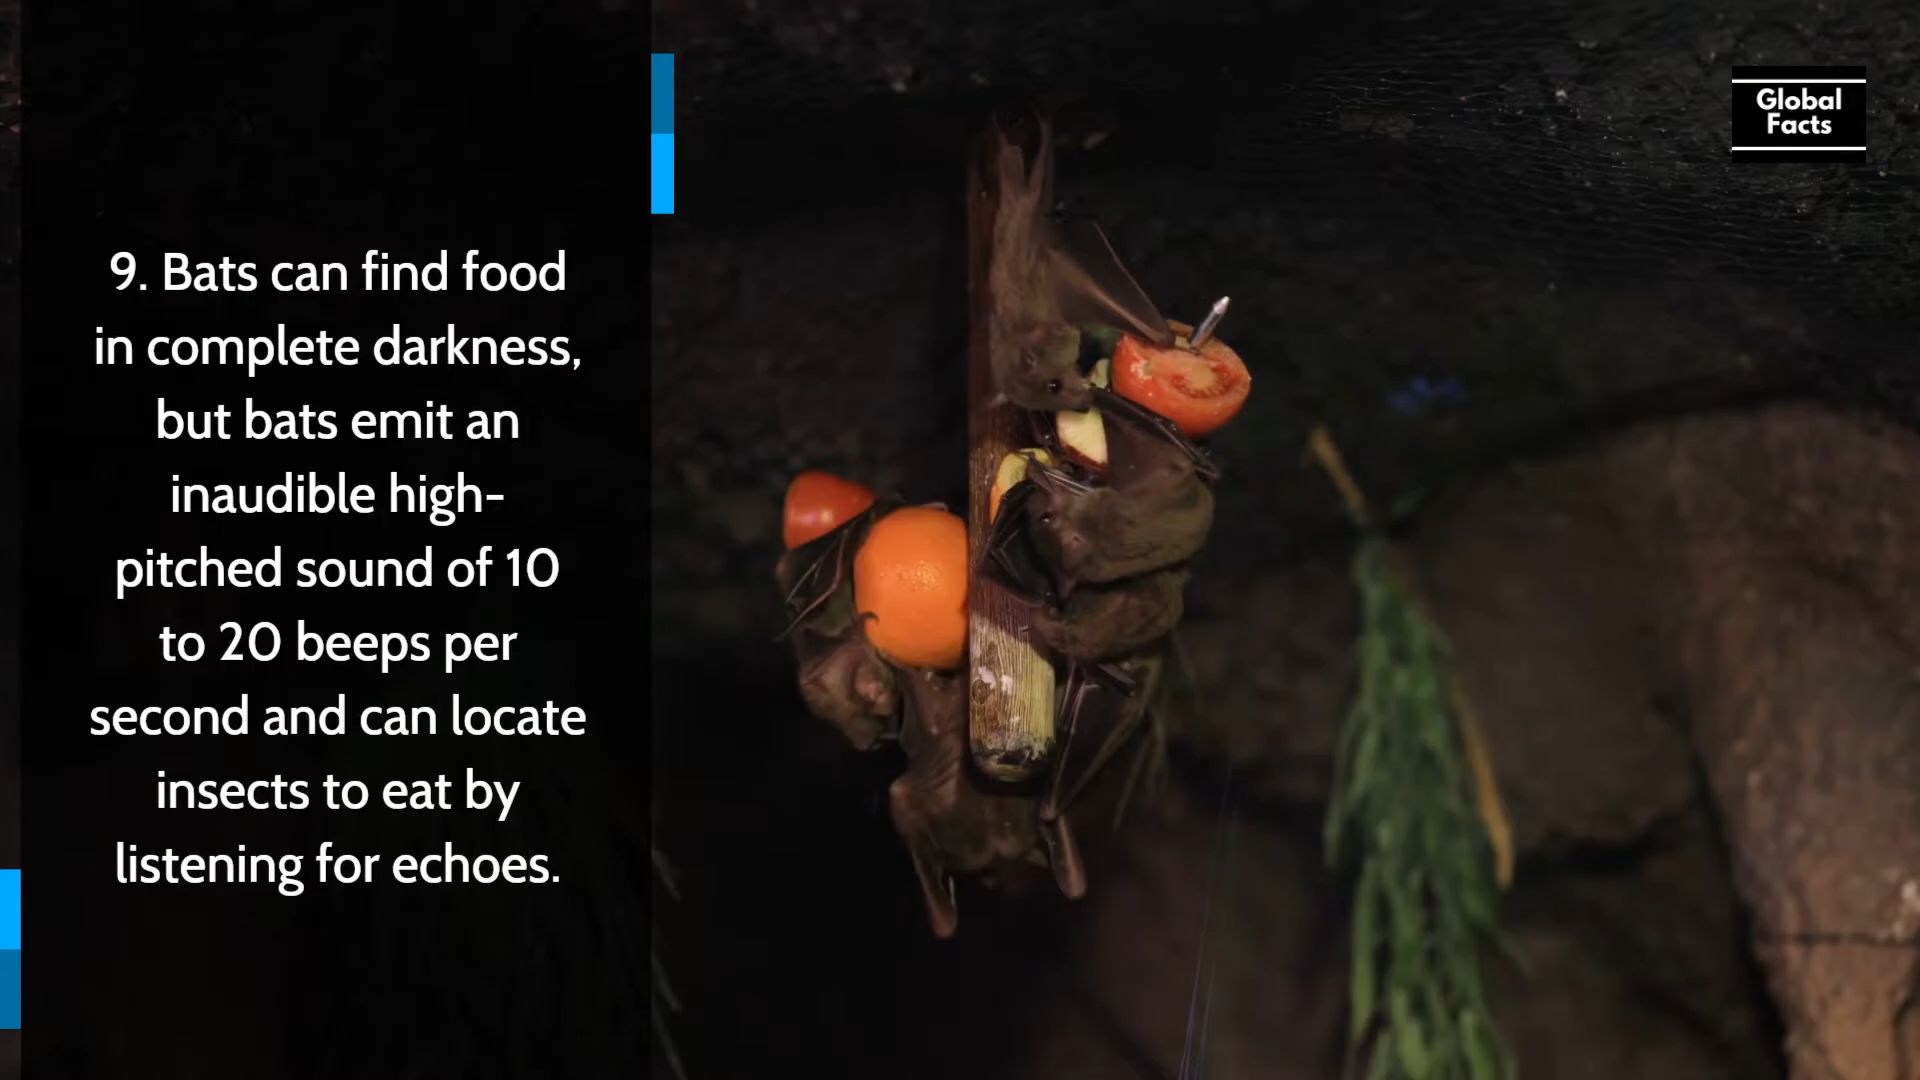 Global
Facts
9. Bats can find food
in complete darkness,
but bats emit an
inaudible high-
pitched sound of 10
to 20 beeps per
second and can locate
insects to eat by
listening for echoes.